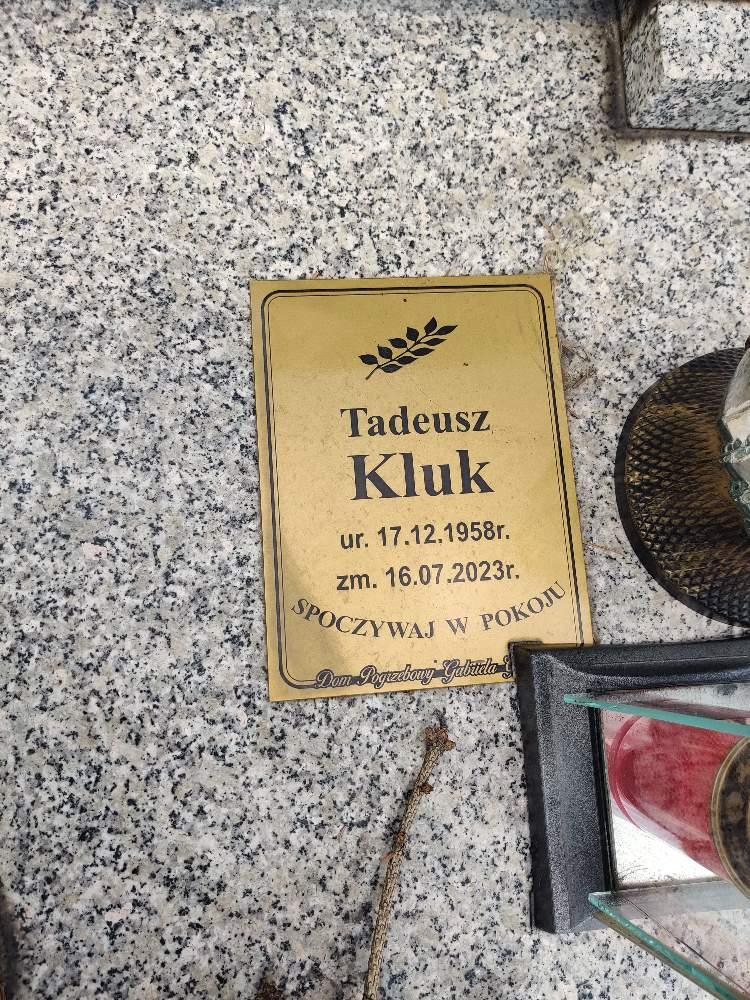 Tadeusz
Kluk
ur. 17.12.1958r.
zm. 16.07.2023r.
SPOCZYWAJ W POKOJU
Dom Pogrzebowy Gabriela